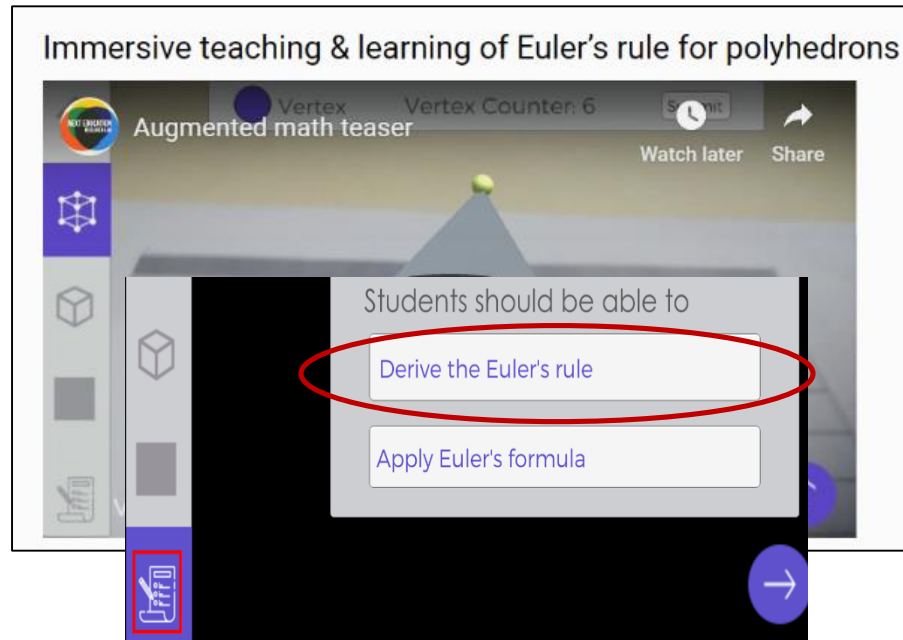 Immersive teaching & learning of Euler's rule for polyhedrons
Vertex Vertex Counter: 6
Augmented math teaser
Watch later Share
Students should be able to
Derive the Euler's rule
Apply Euler's formula